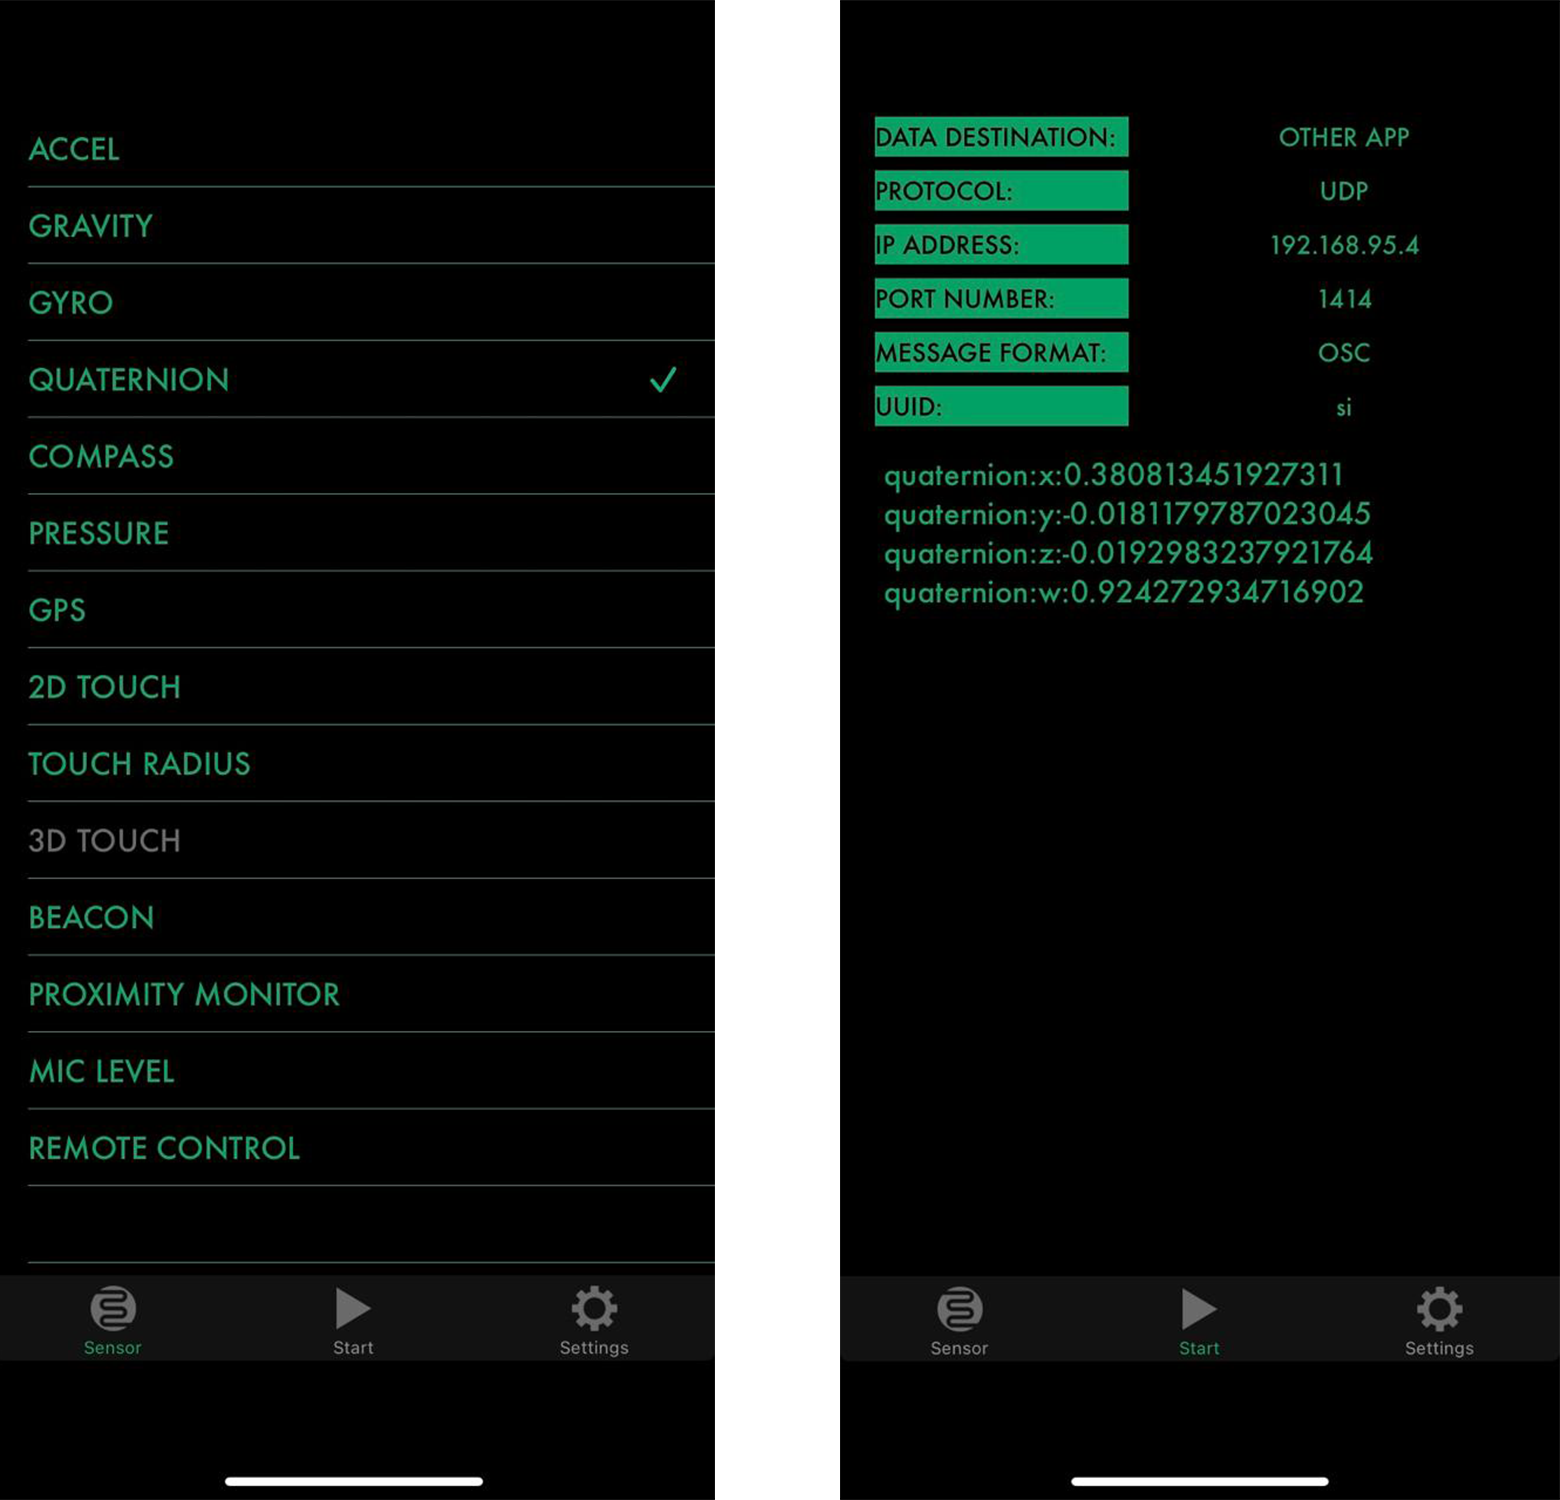 ACCEL
GRAVITY
GYRO
QUATERNION
COMPASS
PRESSURE
GPS
2D TOUCH
TOUCH RADIUS
3D TOUCH
BEACON
PROXIMITY MONITOR
MIC LEVEL
REMOTE CONTROL
Sensor Start Settings
DATA DESTINATION: OTHER APP
PROTOCOL: UDP
IP ADDRESS: 192.168.95.4
PORT NUMBER: 1414
MESSAGE FORMAT: OSC
UUID: si
quaternion:x:0.380813451927311
quaternion:y:-0.0181179787023045
quaternion:z:-0.0192983237921764
quaternion:w:0.924272934716902
Sensor Start Settings